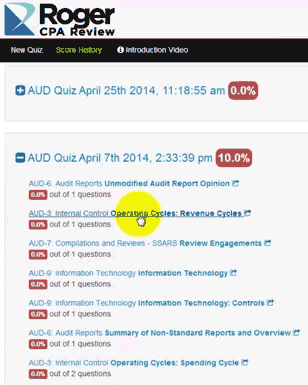 Roger
CPA Review
New Quiz Score History Introduction Video
AUD Quiz April 25th 2014, 11:18:55 am 0.0%
AUD Quiz April 7th 2014, 2:33:39 pm 10.0%
AUD-6: Audit Reports Unmodified Audit Report Opinion
0.0% out of 1 questions.
AUD-3: Internal Control Operating Cycles: Revenue Cycles
0.0% out of 1 questions.
AUD-7: Compilations and Reviews - SSARS Review Engagements
0.0% out of 1 questions.
AUD-9: Information Technology Information Technology
0.0% out of 1 questions.
AUD-9: Information Technology Information Technology: Controls
0.0% out of 1 questions.
AUD-6: Audit Reports Summary of Non-Standard Reports and Overview
0.0% out of 1 questions.
AUD-3: Internal Control Operating Cycles: Spending Cycle
0.0% out of 2 questions.